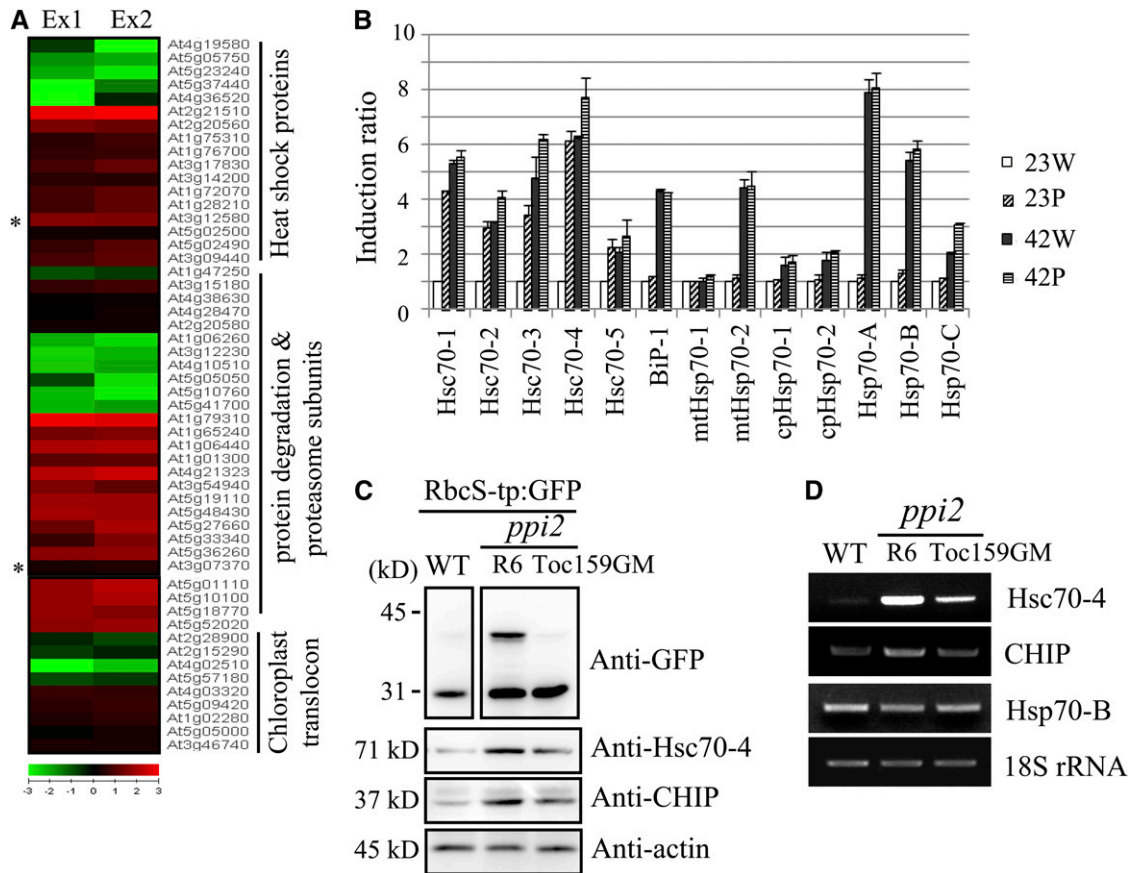 A
Ex1 Ex2
At4g19580
At5g05750
At5g23240
At5g37440
At4g36520
At2g21510
At2g20560
At1g75310
At1g76700
At3g17830
At3g14200
At1g72070
At1g28210
* At3g12580
At5g02500
At5g02490
At3g09440
Heat shock proteins
At1g47250
At3g15180
At4g38630
At4g28470
At2g20580
At1g06260
At3g12230
At4g10510
At5g05050
At5g10760
At5g41700
At1g79310
At1g65240
At1g06440
At1g01300
At4g21323
At3g54940
At5g19110
At5g48430
At5g27660
At5g33340
At5g36260
* At3g07370
At5g01110
At5g10100
At5g18770
At5g52020
protein degradation &
proteasome subunits
At2g28900
At2g15290
At4g02510
At5g57180
At4g03320
At5g09420
At1g02280
At5g05000
At3g46740
Chloroplast
translocon
-3 -2 -1 0 1 2 3
B
Induction ratio
10
8
6
4
2
0
Hsc70-1
Hsc70-2
Hsc70-3
Hsc70-4
Hsc70-5
BiP-1
mtHsp70-1
mtHsp70-2
cpHsp70-1
cpHsp70-2
Hsp70-A
Hsp70-B
Hsp70-C
23W
23P
42W
42P
C
RbcS-tp:GFP
ppi2
(kD) WT R6 Toc159GM
45
31
Anti-GFP
71 kD Anti-Hsc70-4
37 kD Anti-CHIP
45 kD Anti-actin
D
ppi2
WT R6 Toc159GM
Hsc70-4
CHIP
Hsp70-B
18S rRNA